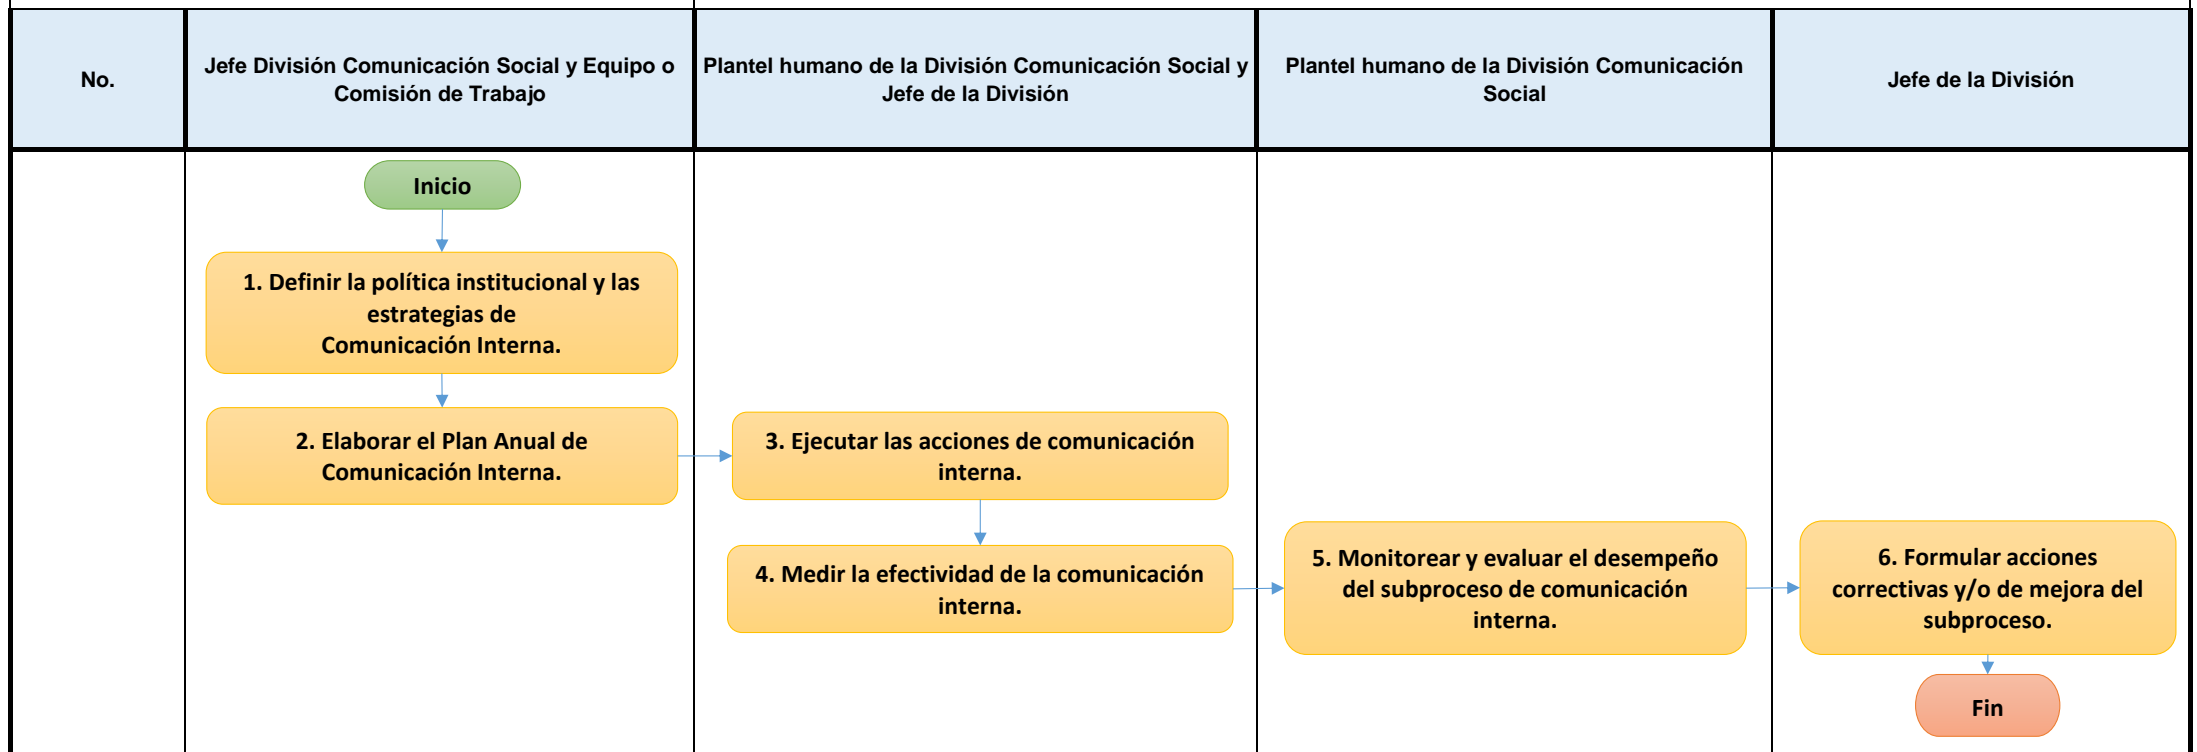 No.
Jefe División Comunicación Social y Equipo o
Comisión de Trabajo
Plantel humano de la División Comunicación Social y
Jefe de la División
Plantel humano de la División Comunicación
Social
Jefe de la División
Inicio
1. Definir la política institucional y las
estrategias de
Comunicación Interna.
2. Elaborar el Plan Anual de
Comunicación Interna.
3. Ejecutar las acciones de comunicación
interna.
4. Medir la efectividad de la comunicación
interna.
5. Monitorear y evaluar el desempeño
del subproceso de comunicación
interna.
6. Formular acciones
correctivas y/o de mejora del
subproceso.
Fin